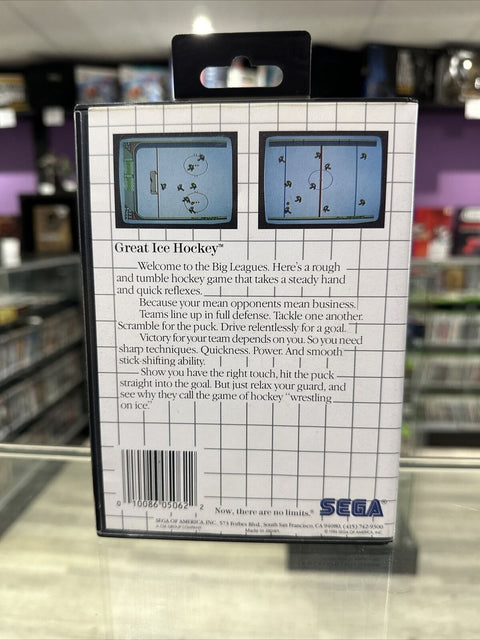 Great Ice Hockey™
Welcome to the Big Leagues. Here's a rough
and tumble hockey game that takes a steady hand
and quick reflexes.
Because your mean opponents mean business.
Teams line up in full defense. Tackle one another.
Scramble for the puck. Drive relentlessly for a goal.
Victory for your team depends on you. So you need
sharp techniques. Quickness. Power. And smooth
stick-shifting ability.
Show you have the right touch, hit the puck
straight into the goal. But just relax your guard, and
see why they call the game of hockey "wrestling
on ice."
0 10086 05062 2
Now, there are no limits.® SEGA®
SEGA OF AMERICA, INC. 573 Forbes Blvd., South San Francisco, CA 94080, (415) 742-9300
Made in Japan.
© 1986 SEGA OF AMERICA, INC.